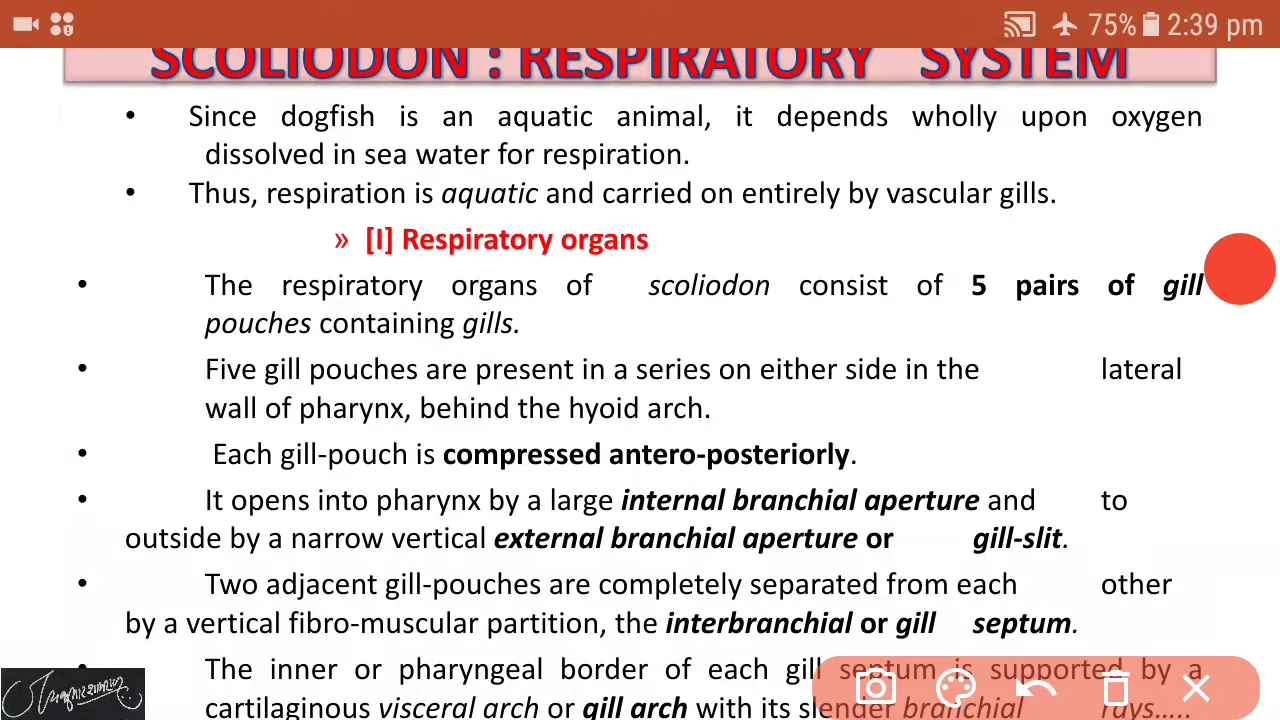 75% 2:39 pm
SCOLIODON : RESPIRATORY SYSTEM
• Since dogfish is an aquatic animal, it depends wholly upon oxygen
dissolved in sea water for respiration.
• Thus, respiration is aquatic and carried on entirely by vascular gills.
» [I] Respiratory organs
• The respiratory organs of scoliodon consist of 5 pairs of gill
pouches containing gills.
• Five gill pouches are present in a series on either side in the lateral
wall of pharynx, behind the hyoid arch.
• Each gill-pouch is compressed antero-posteriorly.
• It opens into pharynx by a large internal branchial aperture and to
outside by a narrow vertical external branchial aperture or gill-slit.
• Two adjacent gill-pouches are completely separated from each other
by a vertical fibro-muscular partition, the interbranchial or gill septum.
• The inner or pharyngeal border of each gill septum is supported by a
cartilaginous visceral arch or gill arch with its slender branchial rays.....